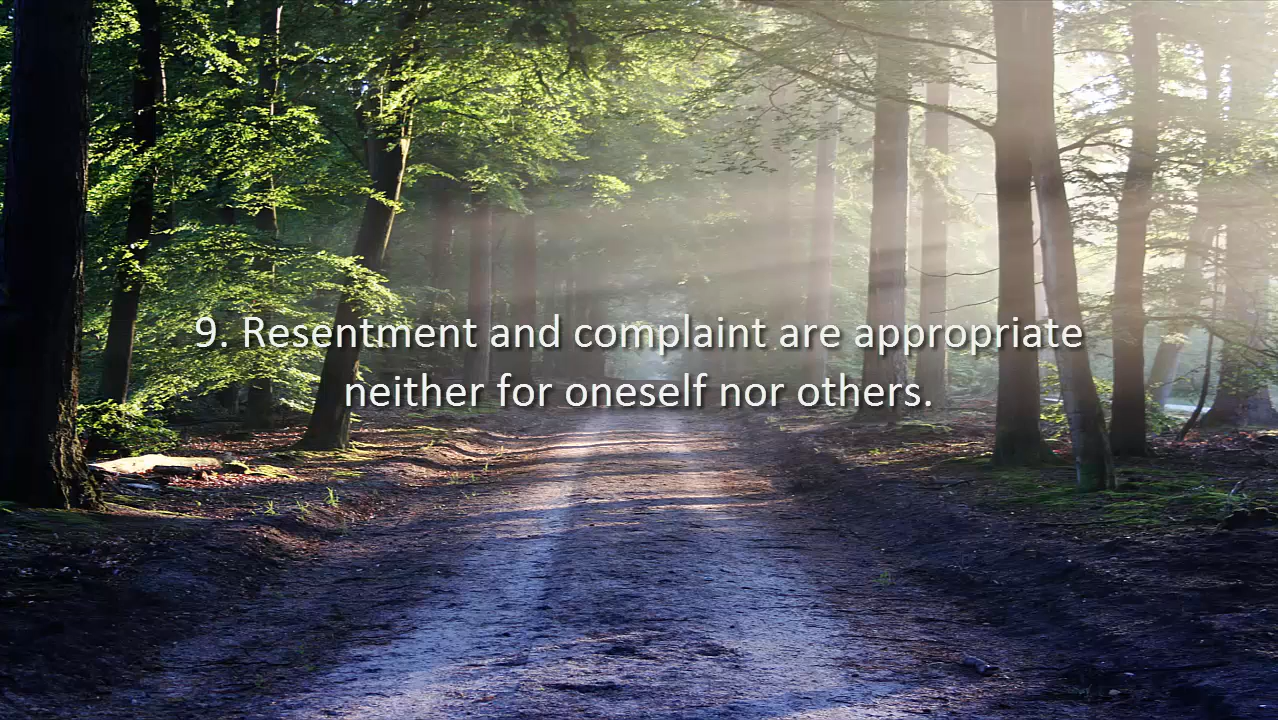 9. Resentment and complaint are appropriate
neither for oneself nor others.